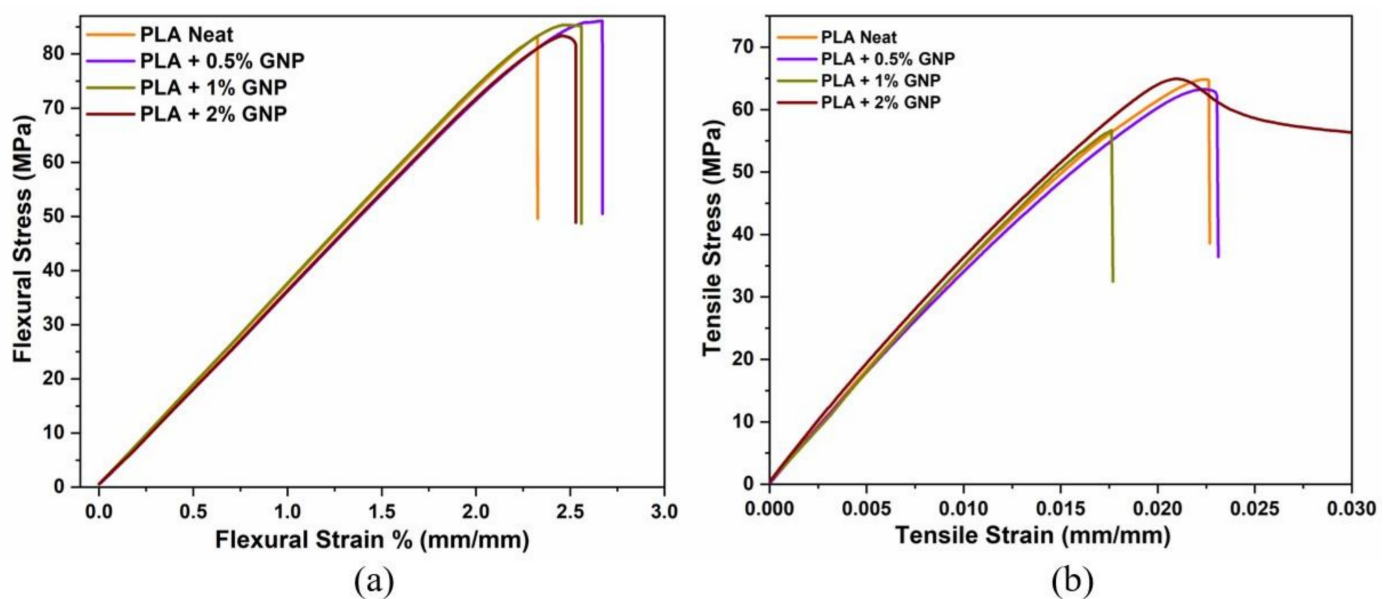 PLA Neat
PLA + 0.5% GNP
PLA + 1% GNP
PLA + 2% GNP
Flexural Stress (MPa)
80
70
60
50
40
30
20
10
0
0.0 0.5 1.0 1.5 2.0 2.5 3.0
Flexural Strain % (mm/mm)
(a)
PLA Neat
PLA + 0.5% GNP
PLA + 1% GNP
PLA + 2% GNP
Tensile Stress (MPa)
70
60
50
40
30
20
10
0
0.000 0.005 0.010 0.015 0.020 0.025 0.030
Tensile Strain (mm/mm)
(b)